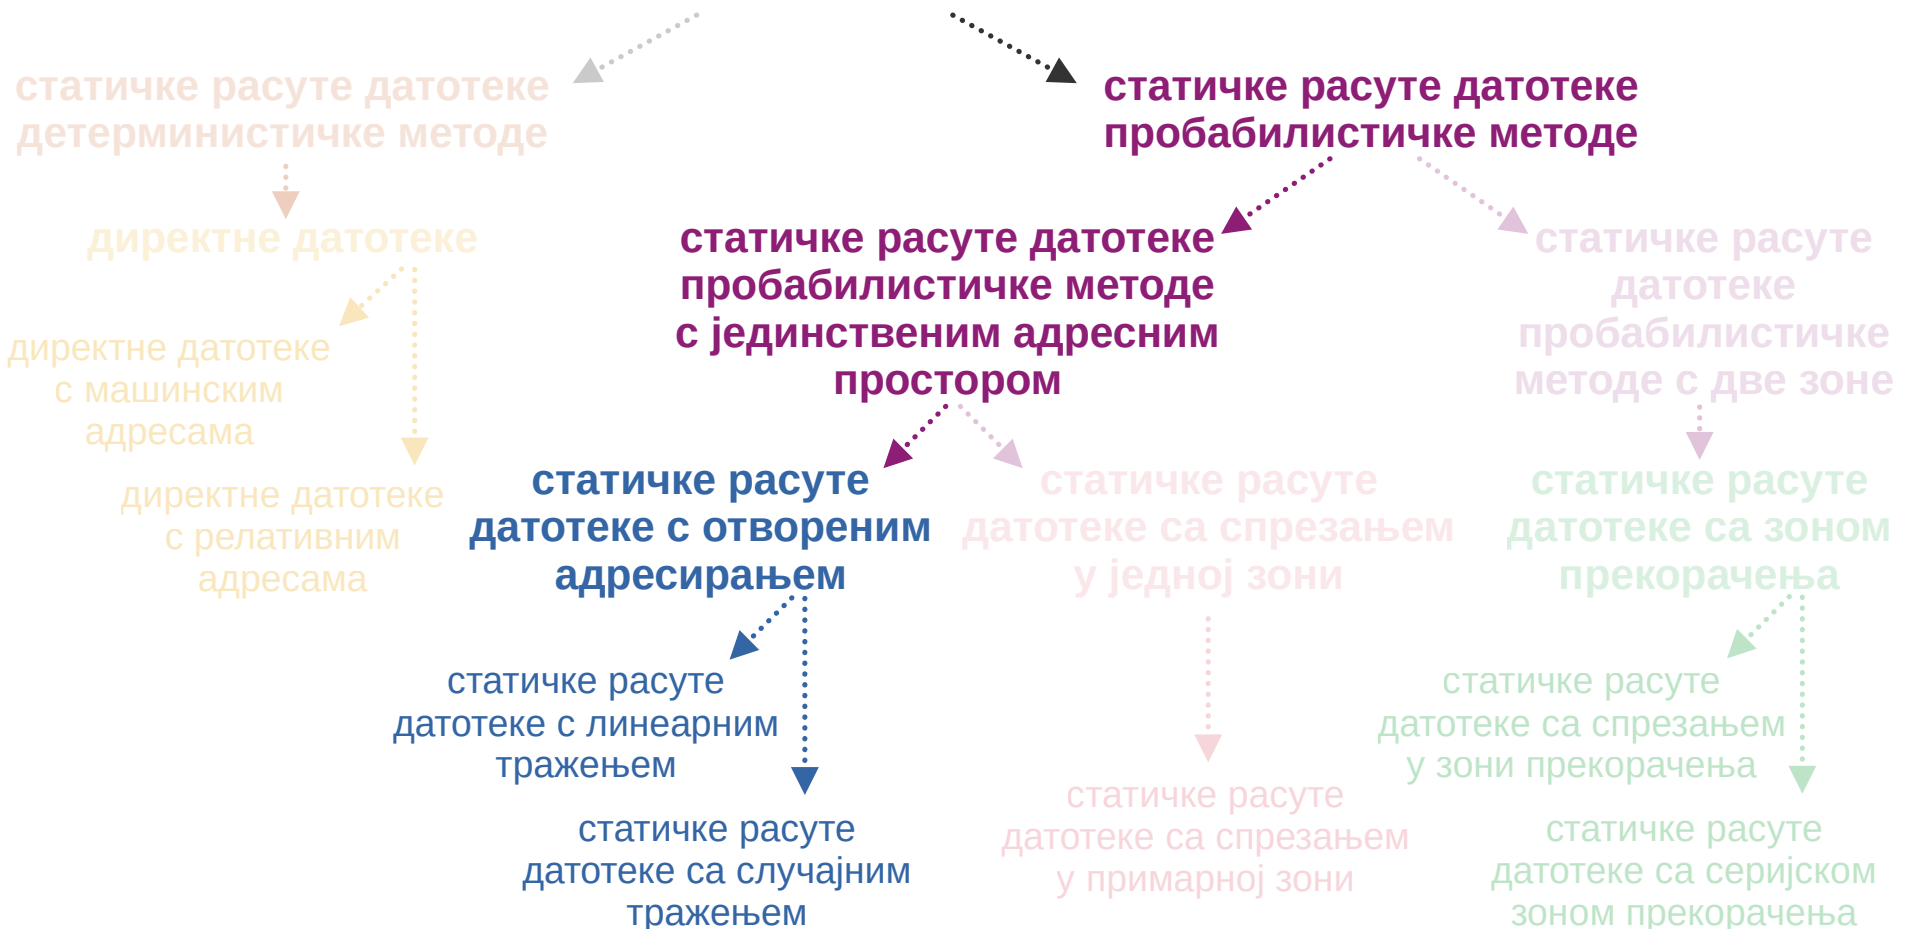 статичке расуте датотеке
детерминистичке методе
статичке расуте датотеке
пробабилистичке методе
директне датотеке
статичке расуте датотеке
пробабилистичке методе
с јединственим адресним
простором
статичке расуте
датотеке
пробабилистичке
методе с две зоне
директне датотеке
с машинским
адресама
директне датотеке
с релативним
адресама
статичке расуте
датотеке с отвореним
адресирањем
статичке расуте
датотеке са спрезањем
у једној зони
статичке расуте
датотеке са зоном
прекорачења
статичке расуте
датотеке с линеарним
тражењем
статичке расуте
датотеке са случајним
тражењем
статичке расуте
датотеке са спрезањем
у примарној зони
статичке расуте
датотеке са спрезањем
у зони прекорачења
статичке расуте
датотеке са серијском
зоном прекорачења